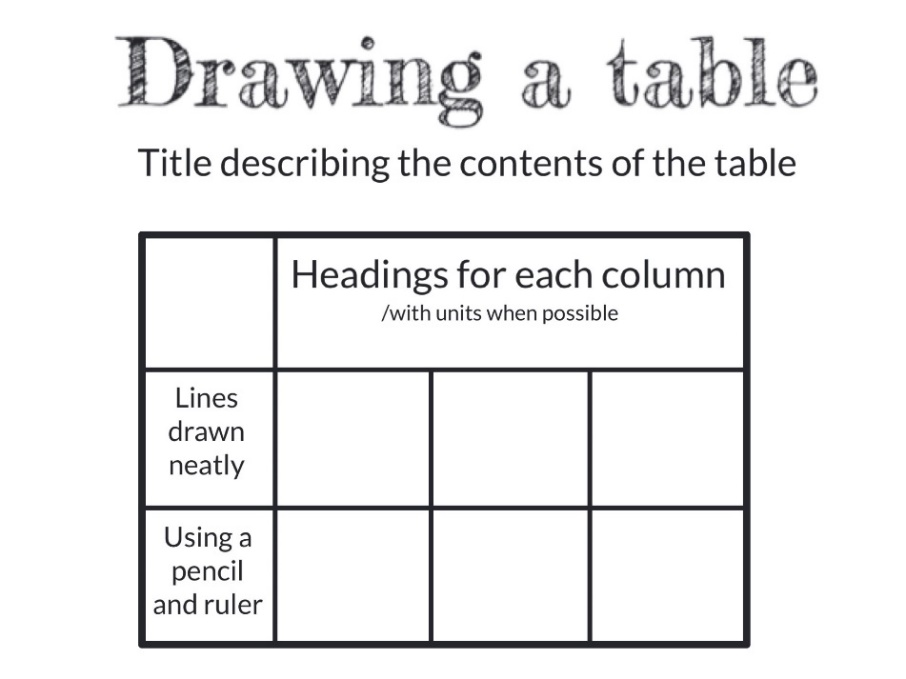 Drawing a table
Title describing the contents of the table
Headings for each column
/with units when possible
Lines
drawn
neatly
Using a
pencil
and ruler